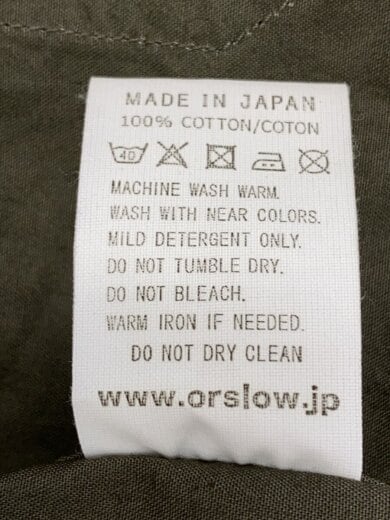 MADE IN JAPAN
100% COTTON/COTON
40
MACHINE WASH WARM.
WASH WITH NEAR COLORS.
MILD DETERGENT ONLY.
DO NOT TUMBLE DRY.
DO NOT BLEACH.
WARM IRON IF NEEDED.
DO NOT DRY CLEAN
www.orslow.jp